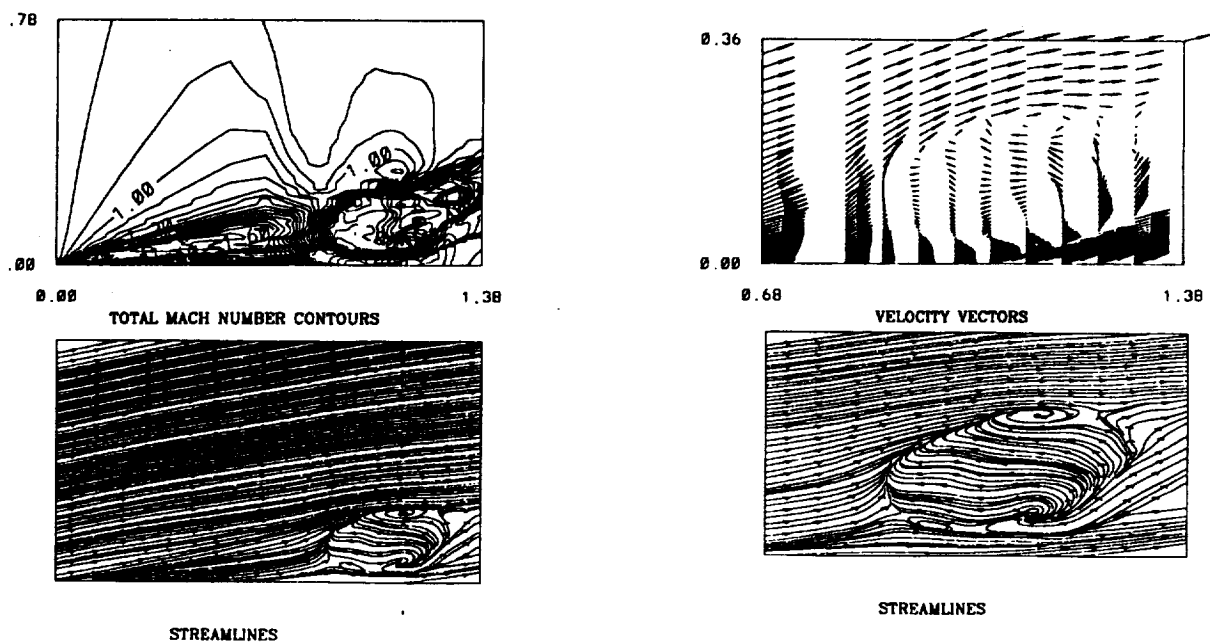 .78
1.00
1.00
.00
0.00
1.38
TOTAL MACH NUMBER CONTOURS
STREAMLINES
0.36
0.00
0.68
1.38
VELOCITY VECTORS
STREAMLINES